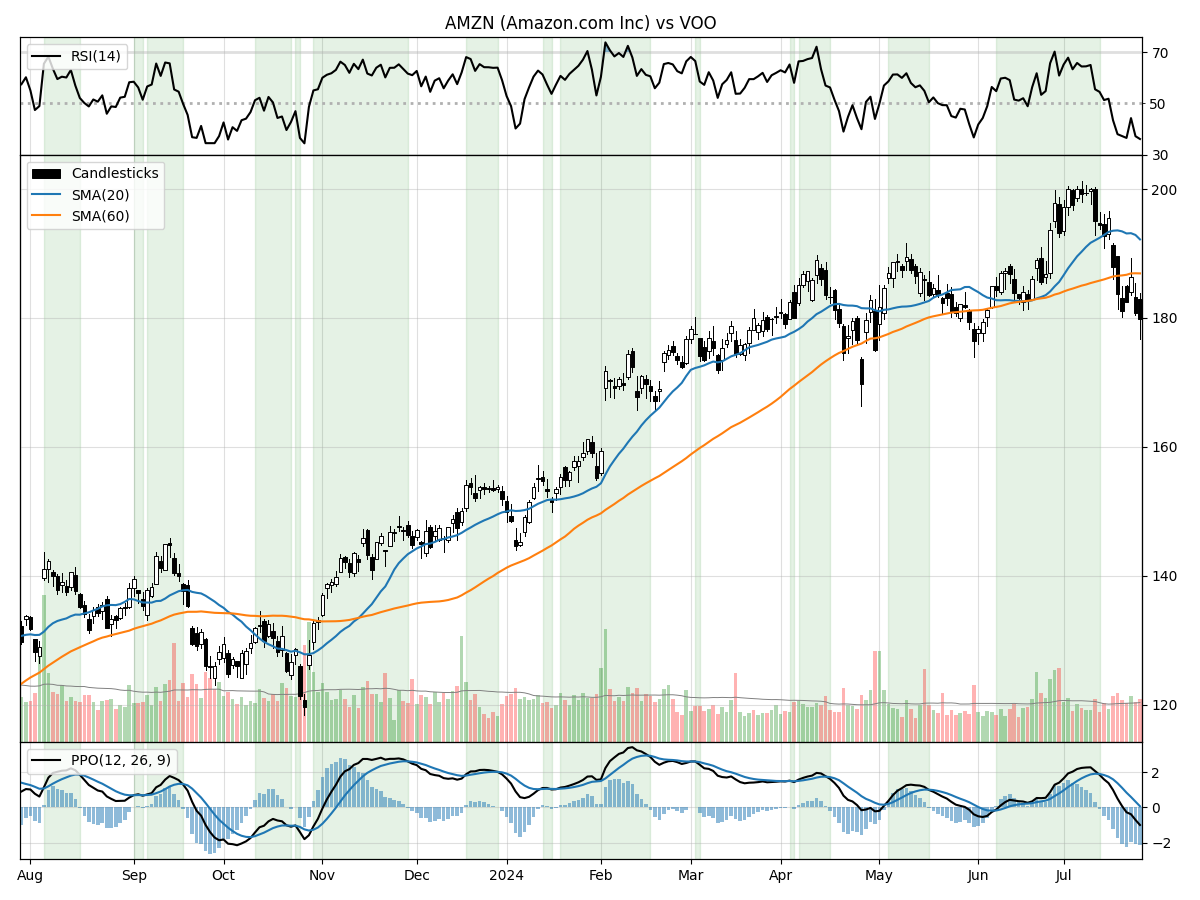 AMZN (Amazon.com Inc) vs VOO
RSI(14)
70
50
30
Candlesticks
SMA(20)
SMA(60)
200
180
160
140
120
PPO(12, 26, 9)
2
0
−2
Aug Sep Oct Nov Dec 2024 Feb Mar Apr May Jun Jul